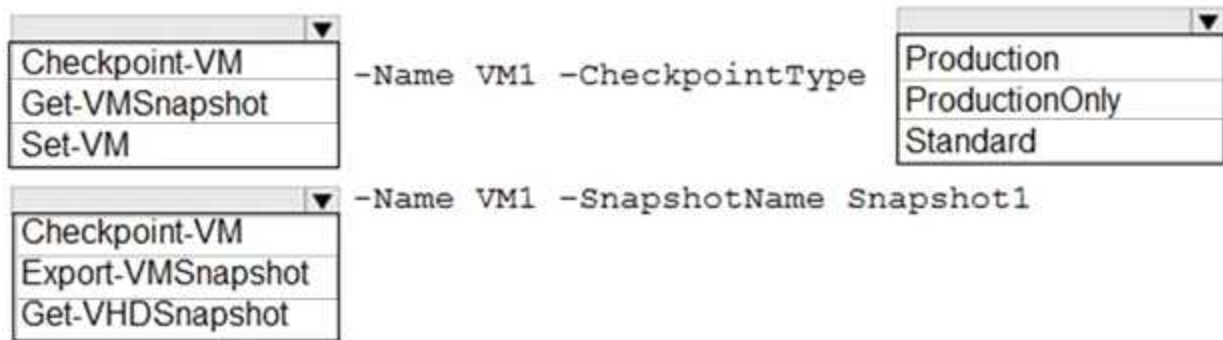 Checkpoint-VM
Get-VMSnapshot
Set-VM
-Name VM1 -CheckpointType
Production
ProductionOnly
Standard
-Name VM1 -SnapshotName Snapshot1
Checkpoint-VM
Export-VMSnapshot
Get-VHDSnapshot